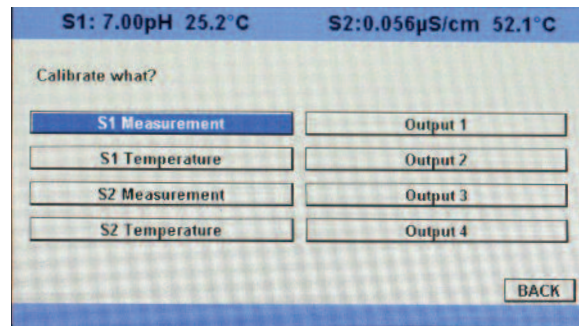 S1: 7.00pH 25.2°C S2:0.056µS/cm 52.1°C
Calibrate what?
S1 Measurement Output 1
S1 Temperature Output 2
S2 Measurement Output 3
S2 Temperature Output 4
BACK